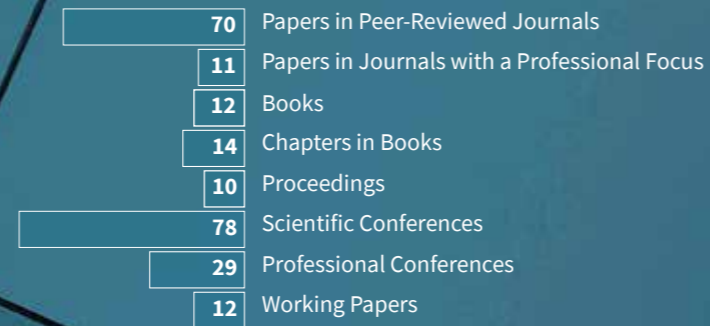 70 Papers in Peer-Reviewed Journals
11 Papers in Journals with a Professional Focus
12 Books
14 Chapters in Books
10 Proceedings
78 Scientific Conferences
29 Professional Conferences
12 Working Papers